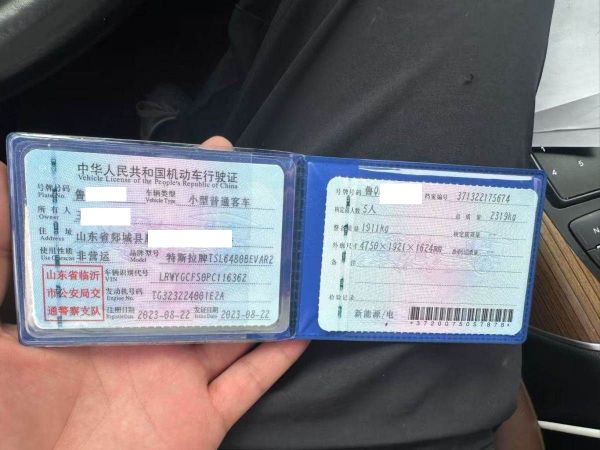 中华人民共和国机动车行驶证
Vehicle License of the People's Republic of China
号牌号码 鲁 车辆类型 小型普通客车
Plate No. Vehicle Type
所有人
Owner
住址 山东省郯城县
Address
使用性质 非营运 品牌型号 特斯拉牌TSL6480BEVAR2
Use Character Model
山东省临沂市公安局交通警察支队
车辆识别代号 LRWYGCFS0PC116362
VIN
发动机号码 TG323224001E2A
Engine No.
注册日期 2023-08-22 发证日期 2023-08-22
Register Date Issue Date
号牌号码 鲁Q 档案编号 371322175674
核定载人数 5人 总质量 2319kg
整备质量 1911kg 核定载质量
外廓尺寸 4750×1921×1624mm 准牵引总质量
备注
检验记录
新能源/电
*3720075057878*